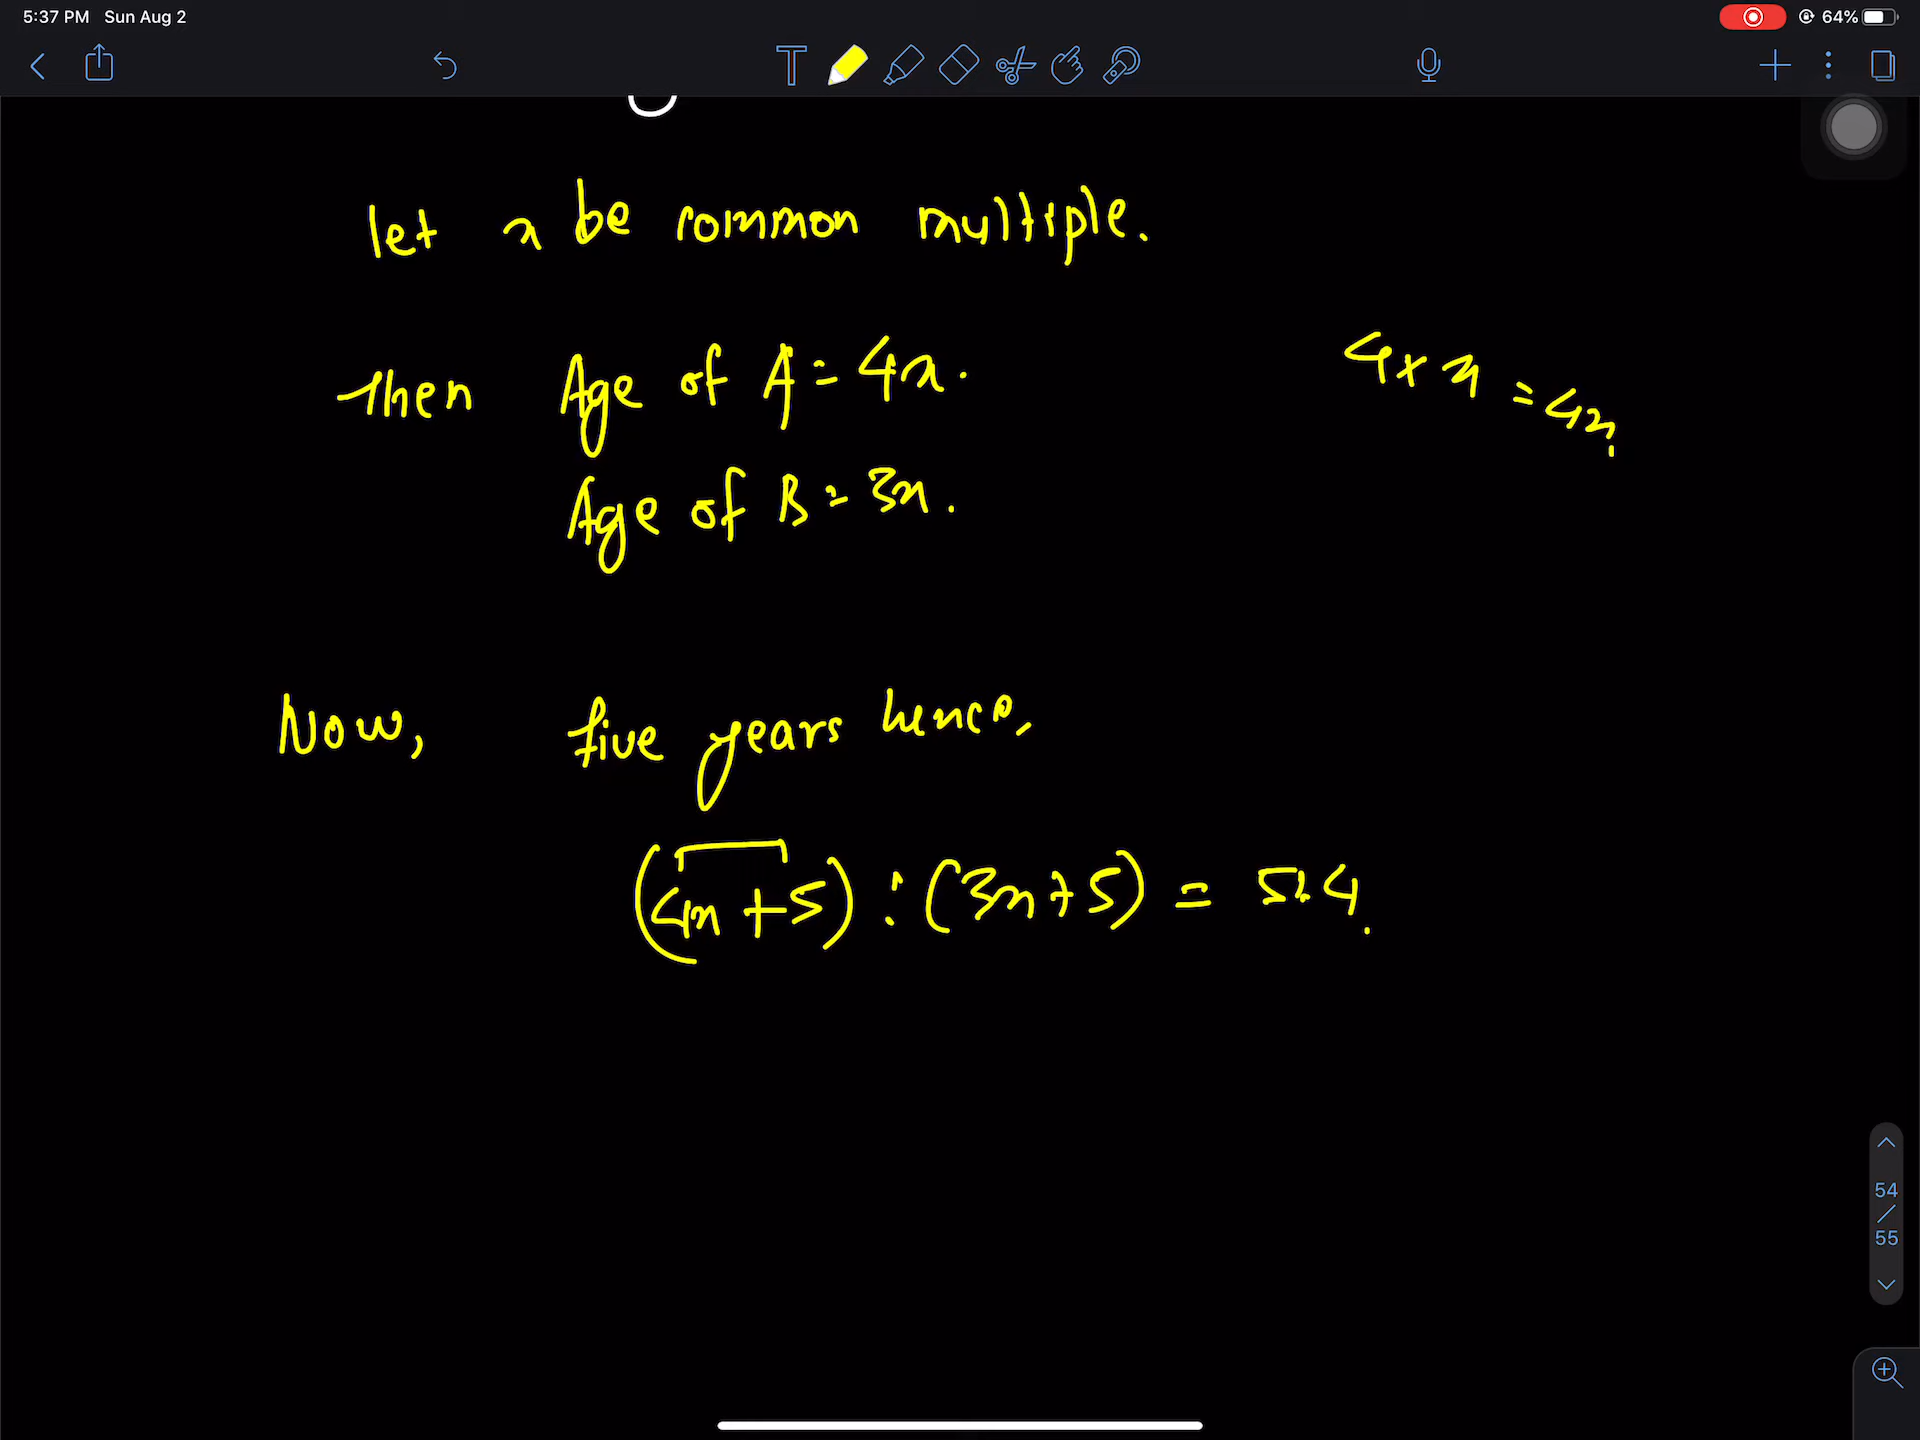 5:37 PM Sun Aug 2
64%
let x be common multiple.
Then Age of A = 4x.
4 × x = 4x.
Age of B = 3x.
Now, five years hence,
(4x + 5) : (3x + 5) = 5:4.
54
/
55